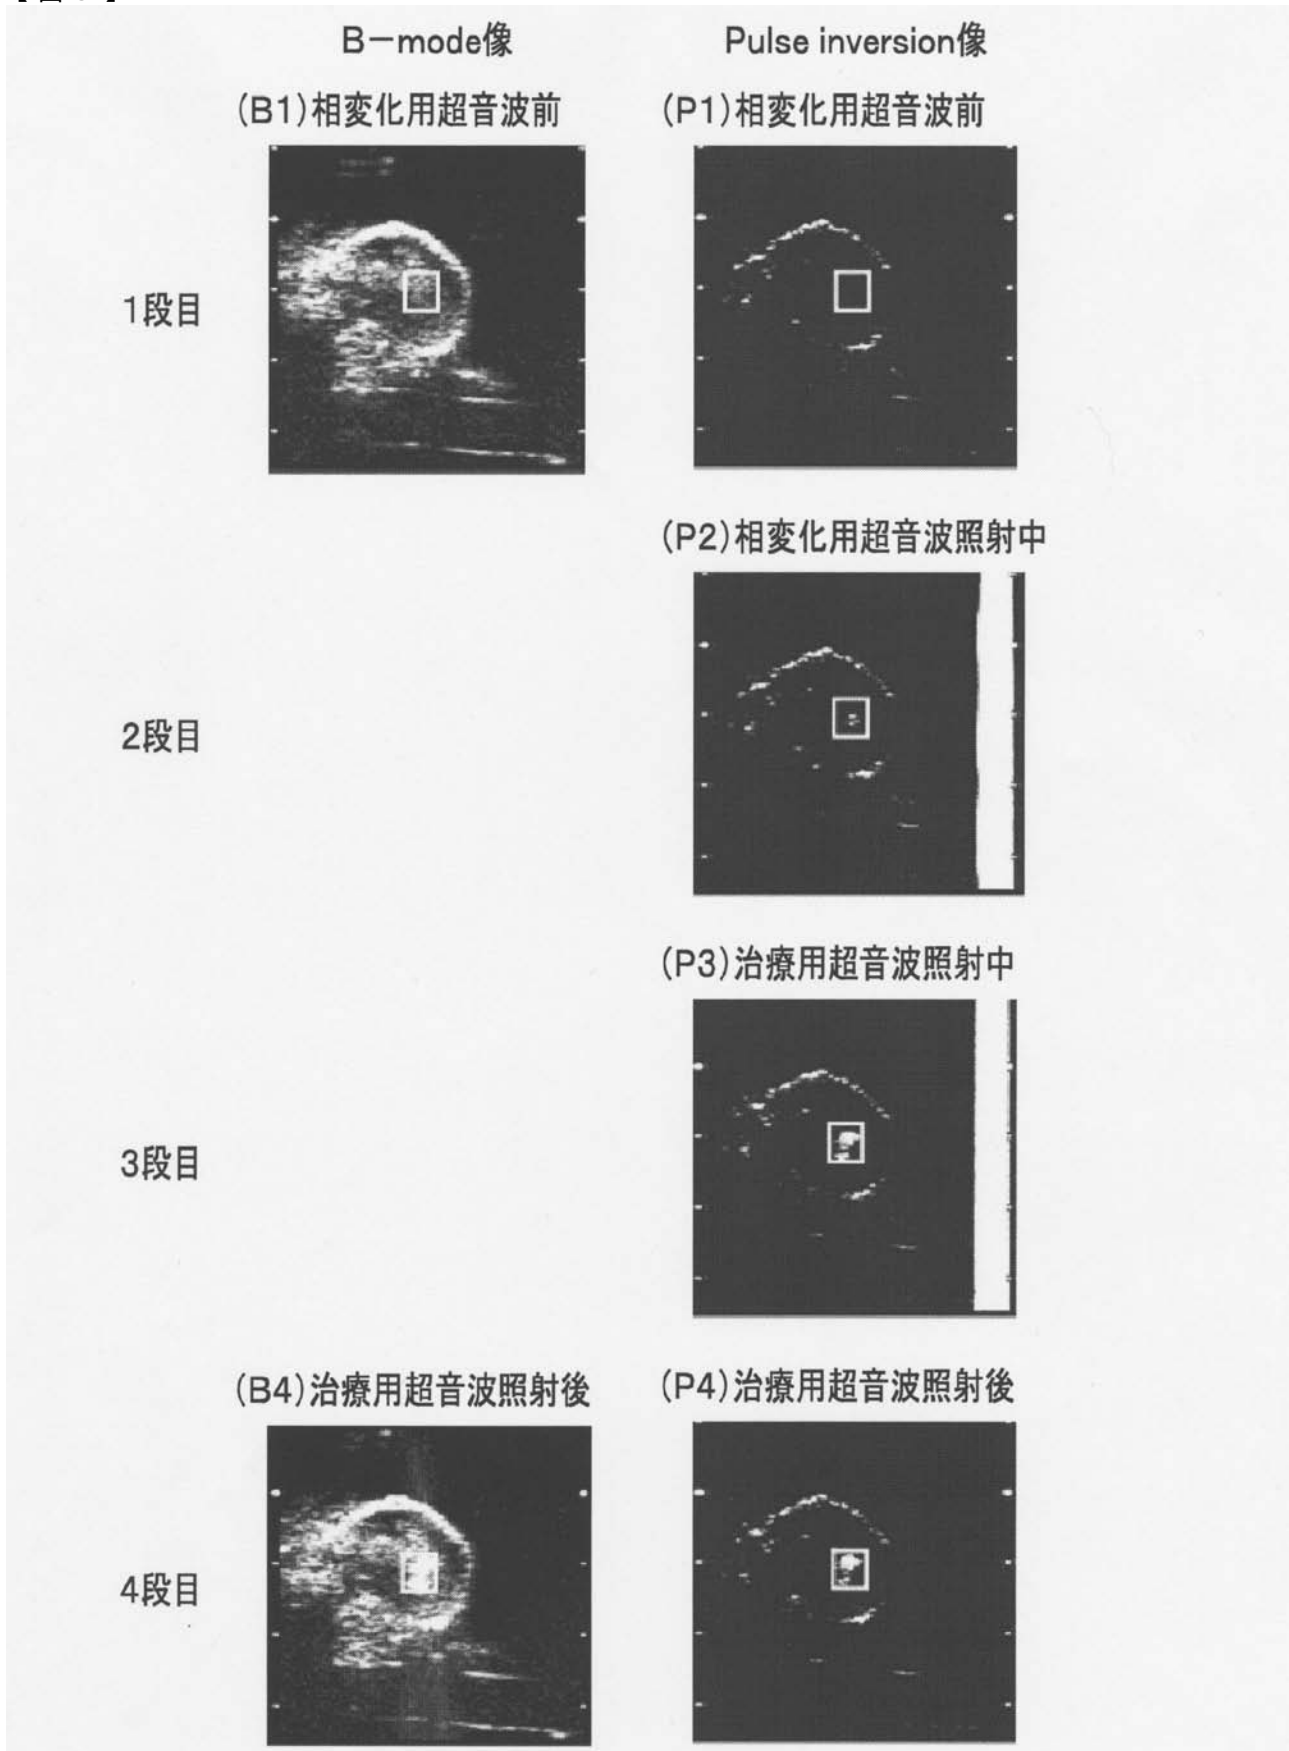 B-mode像 Pulse inversion像
(B1)相変化用超音波前 (P1)相変化用超音波前
1段目
(P2)相変化用超音波照射中
2段目
(P3)治療用超音波照射中
3段目
(B4)治療用超音波照射後 (P4)治療用超音波照射後
4段目